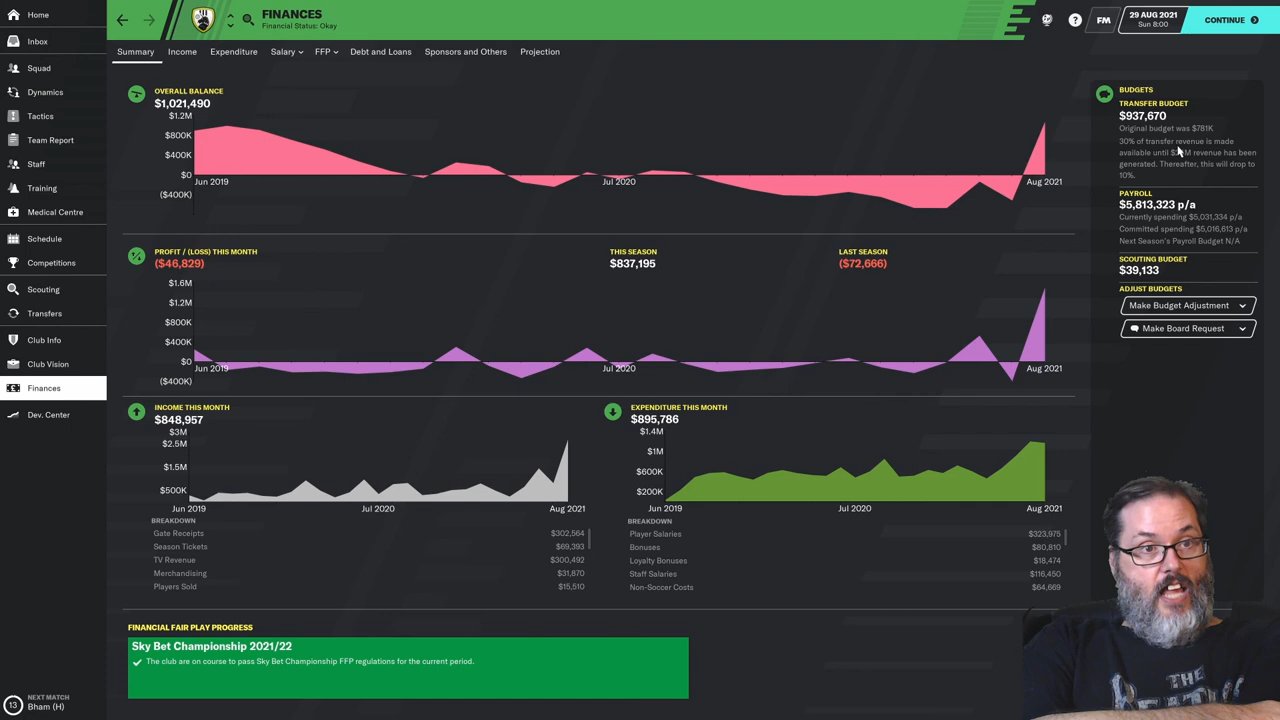 Home
Inbox
Squad
Dynamics
Tactics
Team Report
Staff
Training
Medical Centre
Schedule
Competitions
Scouting
Transfers
Club Info
Club Vision
Finances
Dev. Center
13
NEXT MATCH
Bham (H)
FINANCES
Financial Status: Okay
?
FM
29 AUG 2021
Sun 8:00
CONTINUE
Summary
Income
Expenditure
Salary
FFP
Debt and Loans
Sponsors and Others
Projection
OVERALL BALANCE
$1,021,490
$1.2M
$800K
$400K
$0
($400K)
Jun 2019
Jul 2020
Aug 2021
PROFIT / (LOSS) THIS MONTH
($46,829)
THIS SEASON
$837,195
LAST SEASON
($72,666)
$1.6M
$1.2M
$800K
$400K
$0
($400K)
Jun 2019
Jul 2020
Aug 2021
INCOME THIS MONTH
$848,957
$3M
$2.5M
$1.5M
$500K
Jun 2019
Jul 2020
Aug 2021
BREAKDOWN
Gate Receipts $302,564
Season Tickets $69,393
TV Revenue $300,492
Merchandising $31,870
Players Sold $15,510
EXPENDITURE THIS MONTH
$895,786
$1.4M
$1M
$600K
$200K
Jun 2019
Jul 2020
Aug 2021
BREAKDOWN
Player Salaries $323,975
Bonuses $80,810
Loyalty Bonuses $18,474
Staff Salaries $116,450
Non-Soccer Costs $64,669
FINANCIAL FAIR PLAY PROGRESS
Sky Bet Championship 2021/22
The club are on course to pass Sky Bet Championship FFP regulations for the current period.
BUDGETS
TRANSFER BUDGET
$937,670
Original budget was $781K
30% of transfer revenue is made
available until revenue has been
generated. Thereafter, this will drop to
10%.
PAYROLL
$5,813,323 p/a
Currently spending $5,031,334 p/a
Committed spending $5,016,613 p/a
Next Season's Payroll Budget N/A
SCOUTING BUDGET
$39,133
ADJUST BUDGETS
Make Budget Adjustment
Make Board Request
THE